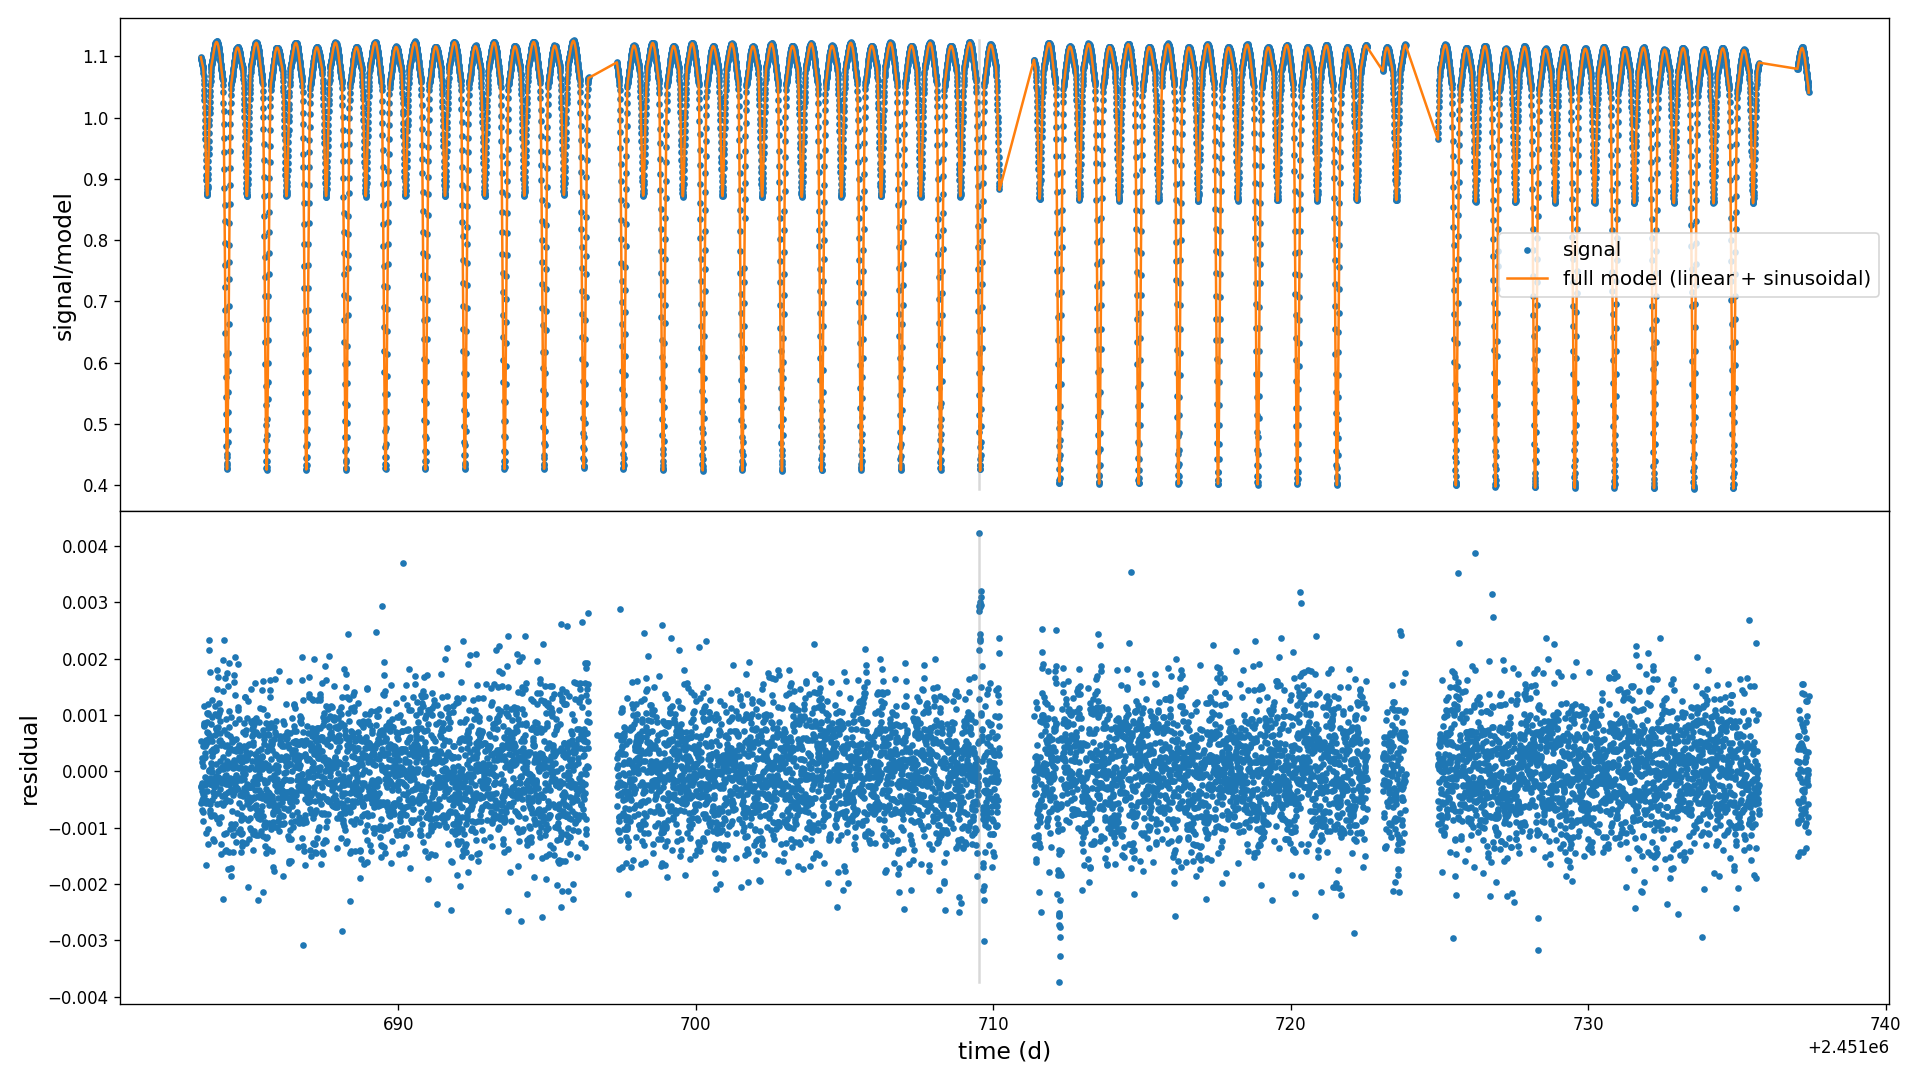 signal/model
1.1
1.0
0.9
0.8
0.7
0.6
0.5
0.4
signal
full model (linear + sinusoidal)
residual
0.004
0.003
0.002
0.001
0.000
−0.001
−0.002
−0.003
−0.004
690 700 710 720 730 740
time (d)
+2.451e6